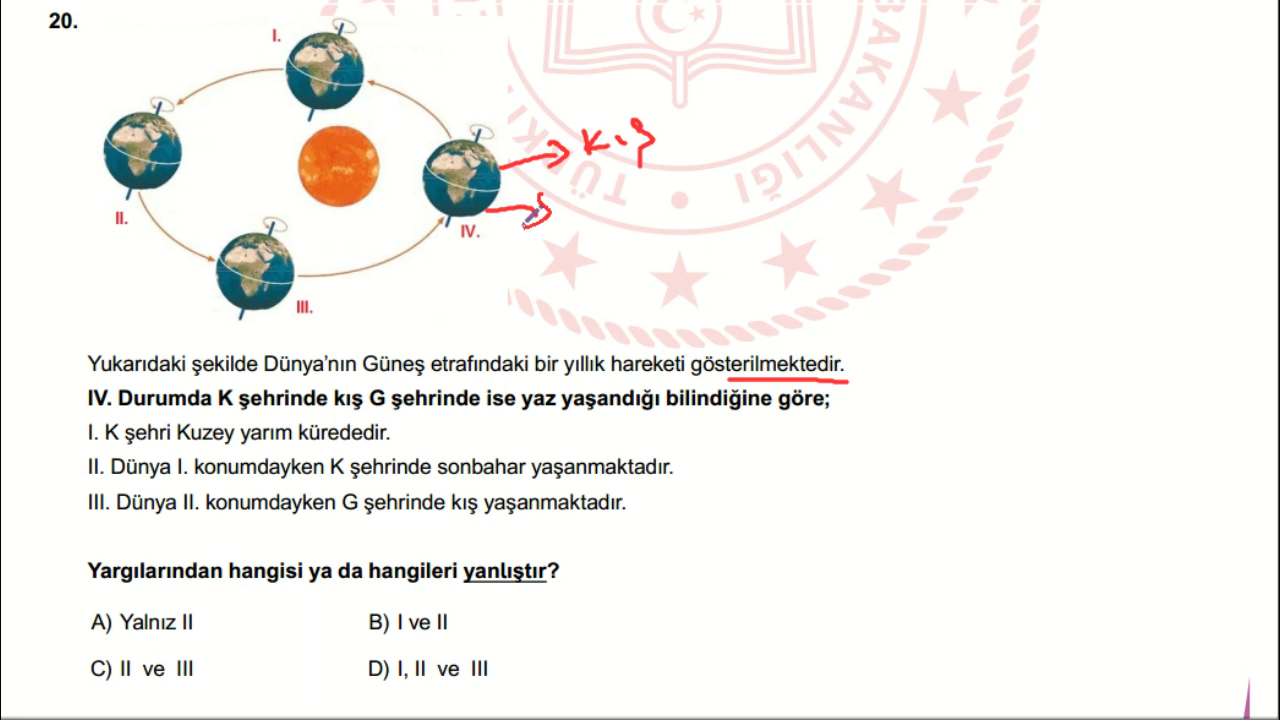 20.
I.
II.
III.
IV.
Kış
TÜRKİ
BAKANLIĞI
Yukarıdaki şekilde Dünya'nın Güneş etrafındaki bir yıllık hareketi gösterilmektedir.
IV. Durumda K şehrinde kış G şehrinde ise yaz yaşandığı bilindiğine göre;
I. K şehri Kuzey yarım kürededir.
II. Dünya I. konumdayken K şehrinde sonbahar yaşanmaktadır.
III. Dünya II. konumdayken G şehrinde kış yaşanmaktadır.
Yargılarından hangisi ya da hangileri yanlıştır?
A) Yalnız II
B) I ve II
C) II ve III
D) I, II ve III